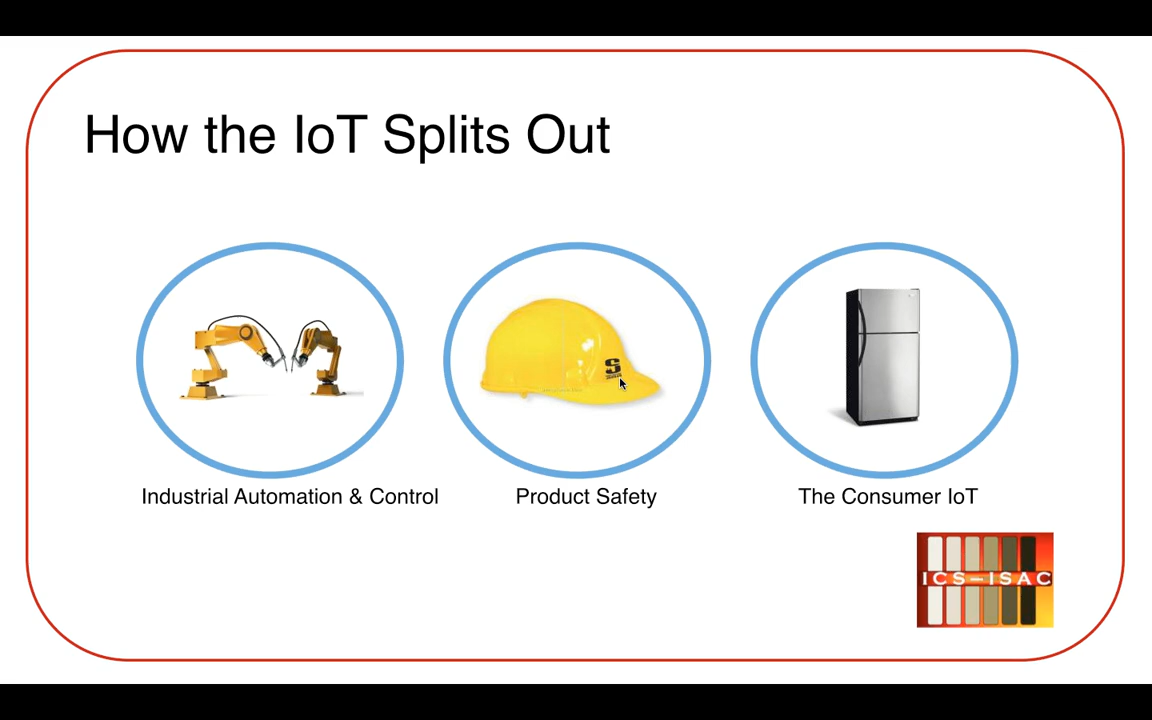 How the IoT Splits Out
S
Industrial Automation & Control
Product Safety
The Consumer IoT
ICS-ISAC